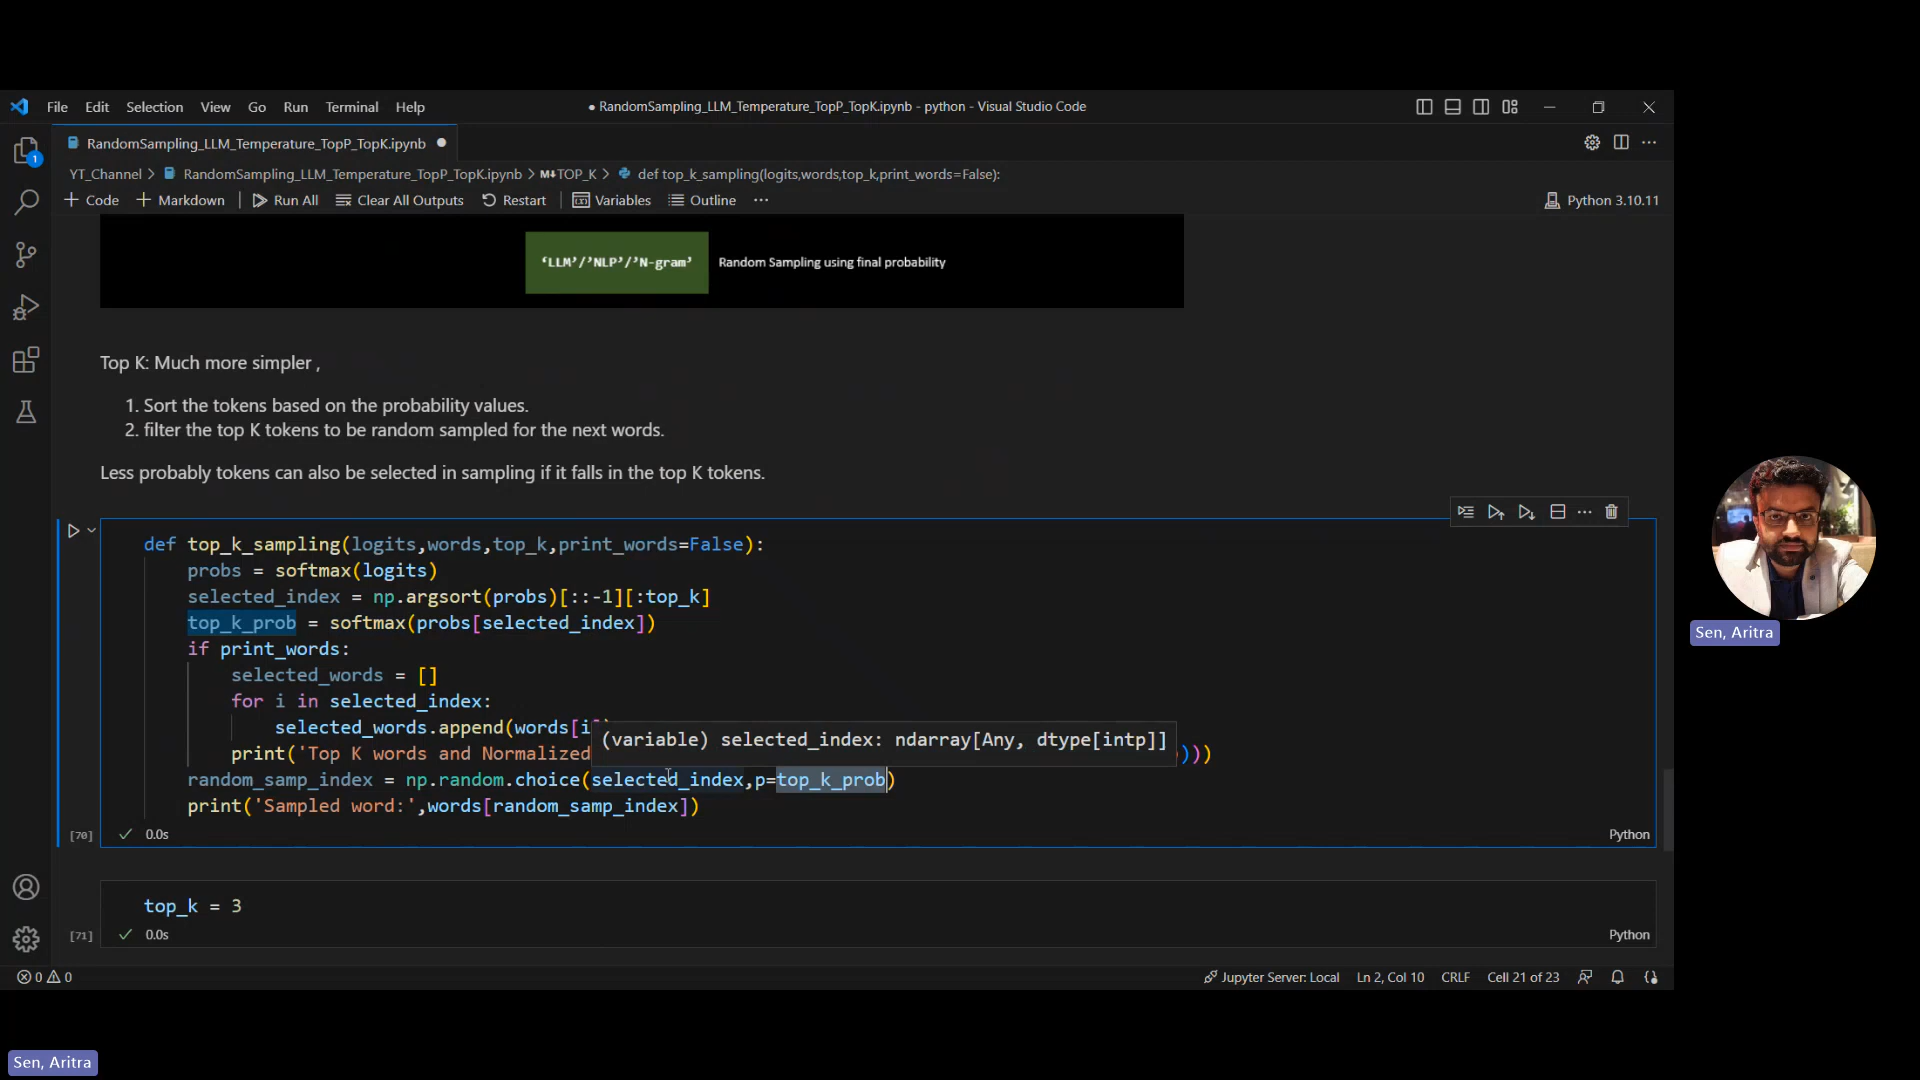 File Edit Selection View Go Run Terminal Help
● RandomSampling_LLM_Temperature_TopP_TopK.ipynb - python - Visual Studio Code
RandomSampling_LLM_Temperature_TopP_TopK.ipynb ●
YT_Channel > RandomSampling_LLM_Temperature_TopP_TopK.ipynb > M↓TOP_K > def top_k_sampling(logits,words,top_k,print_words=False):
+ Code + Markdown Run All Clear All Outputs Restart Variables Outline ... Python 3.10.11
1
'LLM'/'NLP'/'N-gram' Random Sampling using final probability
Top K: Much more simpler ,
1. Sort the tokens based on the probability values.
2. filter the top K tokens to be random sampled for the next words.
Less probably tokens can also be selected in sampling if it falls in the top K tokens.
def top_k_sampling(logits,words,top_k,print_words=False):
probs = softmax(logits)
selected_index = np.argsort(probs)[::-1][:top_k]
top_k_prob = softmax(probs[selected_index])
if print_words:
selected_words = []
for i in selected_index:
selected_words.append(words[i])
(variable) selected_index: ndarray[Any, dtype[intp]]
print('Top K words and Normalized ))))
random_samp_index = np.random.choice(selected_index,p=top_k_prob)
print('Sampled word:',words[random_samp_index])
[70] 0.0s Python
top_k = 3
[71] 0.0s Python
0 0 Jupyter Server: Local Ln 2, Col 10 CRLF Cell 21 of 23
Sen, Aritra
Sen, Aritra